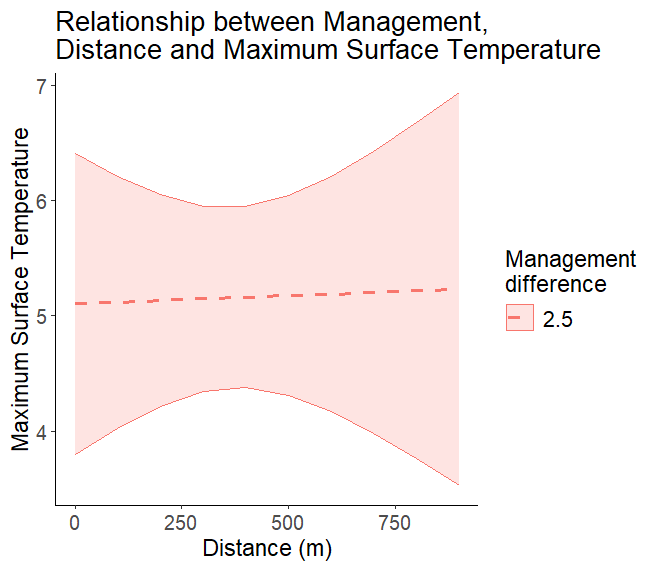 Relationship between Management,
Distance and Maximum Surface Temperature
Maximum Surface Temperature
7
6
5
4
0 250 500 750
Distance (m)
Management
difference
2.5